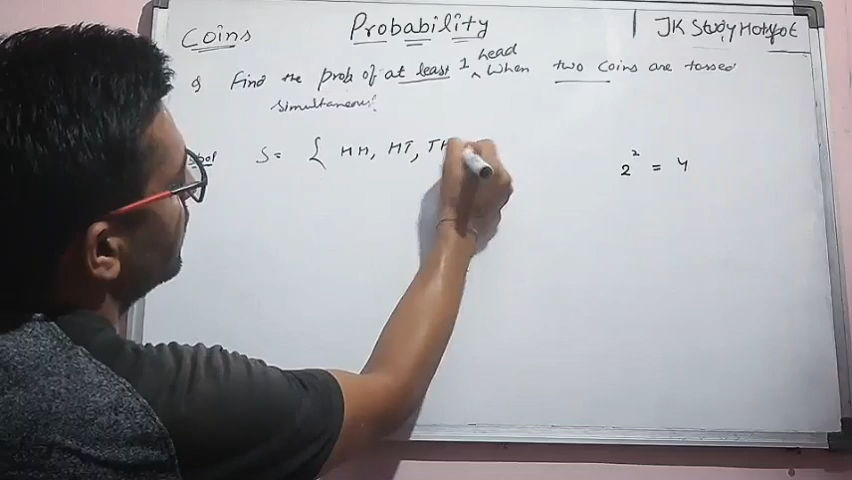 Coins
Probability
JK Study Hotspot
Q Find the prob of at least 1 head when two coins are tossed
simultaneous!
Sol S = { HH, HT, TH
2² = 4